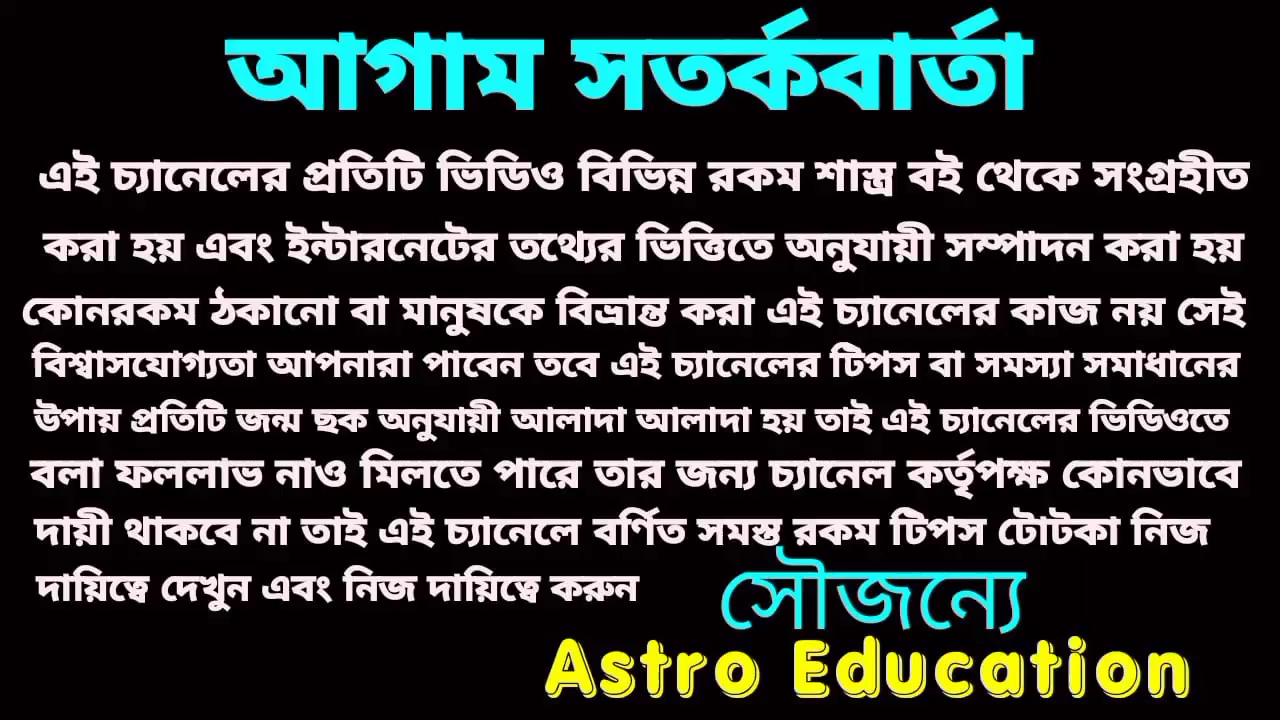 আগাম সতর্কবার্তা
এই চ্যানেলের প্রতিটি ভিডিও বিভিন্ন রকম শাস্ত্র বই থেকে সংগ্রহীত
করা হয় এবং ইন্টারনেটের তথ্যের ভিত্তিতে অনুযায়ী সম্পাদন করা হয়
কোনরকম ঠকানো বা মানুষকে বিভ্রান্ত করা এই চ্যানেলের কাজ নয় সেই
বিশ্বাসযোগ্যতা আপনারা পাবেন তবে এই চ্যানেলের টিপস বা সমস্যা সমাধানের
উপায় প্রতিটি জন্ম ছক অনুযায়ী আলাদা আলাদা হয় তাই এই চ্যানেলের ভিডিওতে
বলা ফললাভ নাও মিলতে পারে তার জন্য চ্যানেল কর্তৃপক্ষ কোনভাবে
দায়ী থাকবে না তাই এই চ্যানেলে বর্ণিত সমস্ত রকম টিপস টোটকা নিজ
দায়িত্বে দেখুন এবং নিজ দায়িত্বে করুন
সৌজন্যে
Astro Education